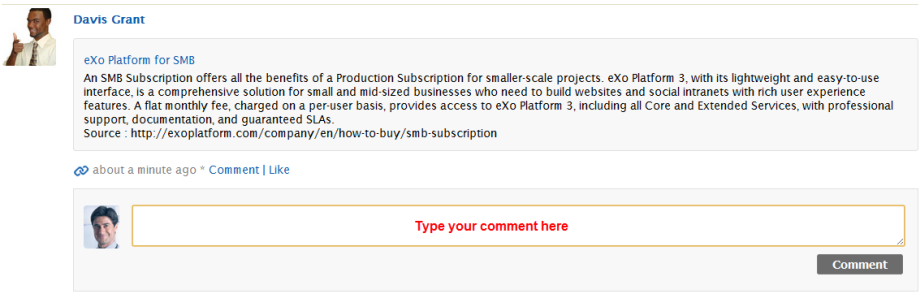 Davis Grant
eXo Platform for SMB
An SMB Subscription offers all the benefits of a Production Subscription for smaller-scale projects. eXo Platform 3, with its lightweight and easy-to-use
interface, is a comprehensive solution for small and mid-sized businesses who need to build websites and social intranets with rich user experience
features. A flat monthly fee, charged on a per-user basis, provides access to eXo Platform 3, including all Core and Extended Services, with professional
support, documentation, and guaranteed SLAs.
Source : http://exoplatform.com/company/en/how-to-buy/smb-subscription
about a minute ago * Comment | Like
Type your comment here
Comment